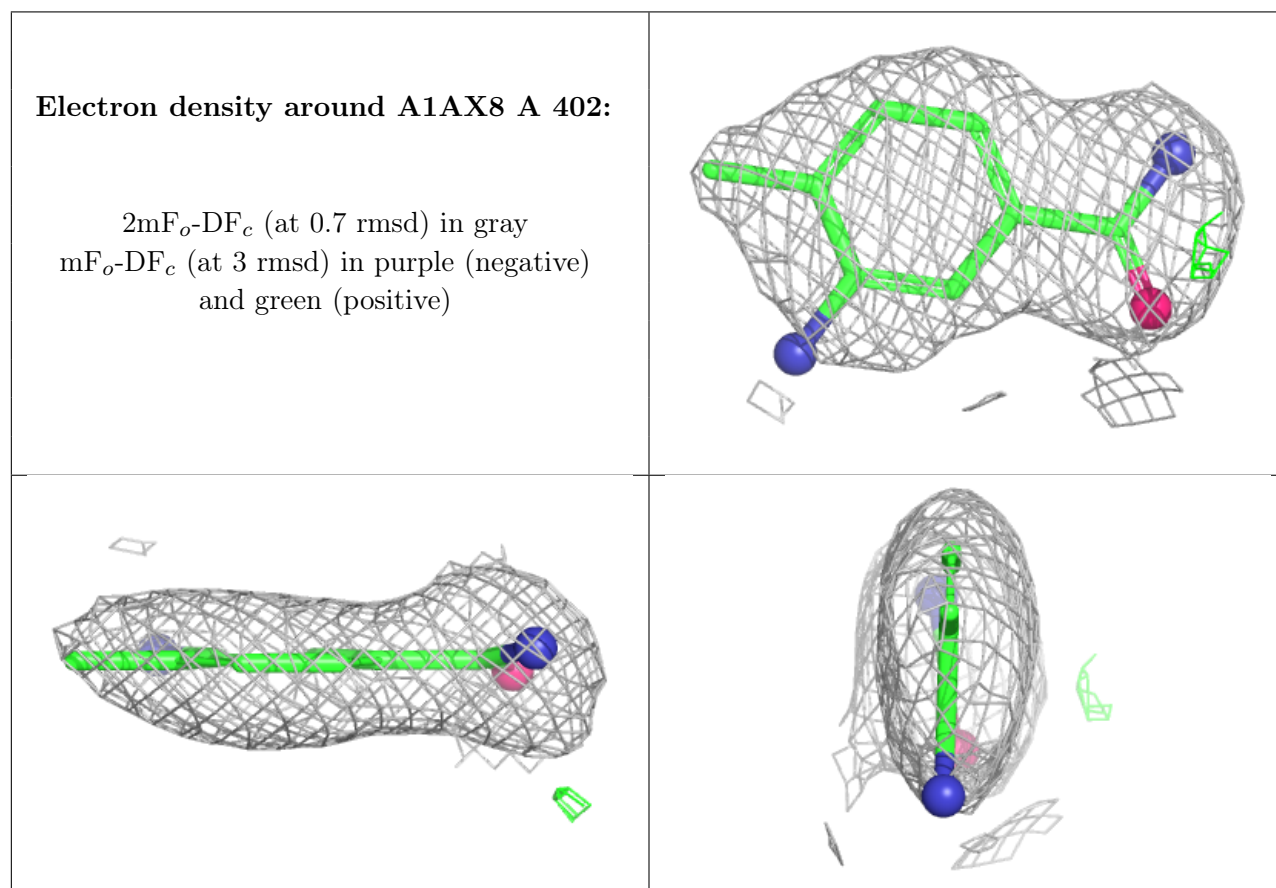 Electron density around A1AX8 A 402:
2mFo-DFc (at 0.7 rmsd) in gray
mFo-DFc (at 3 rmsd) in purple (negative)
and green (positive)